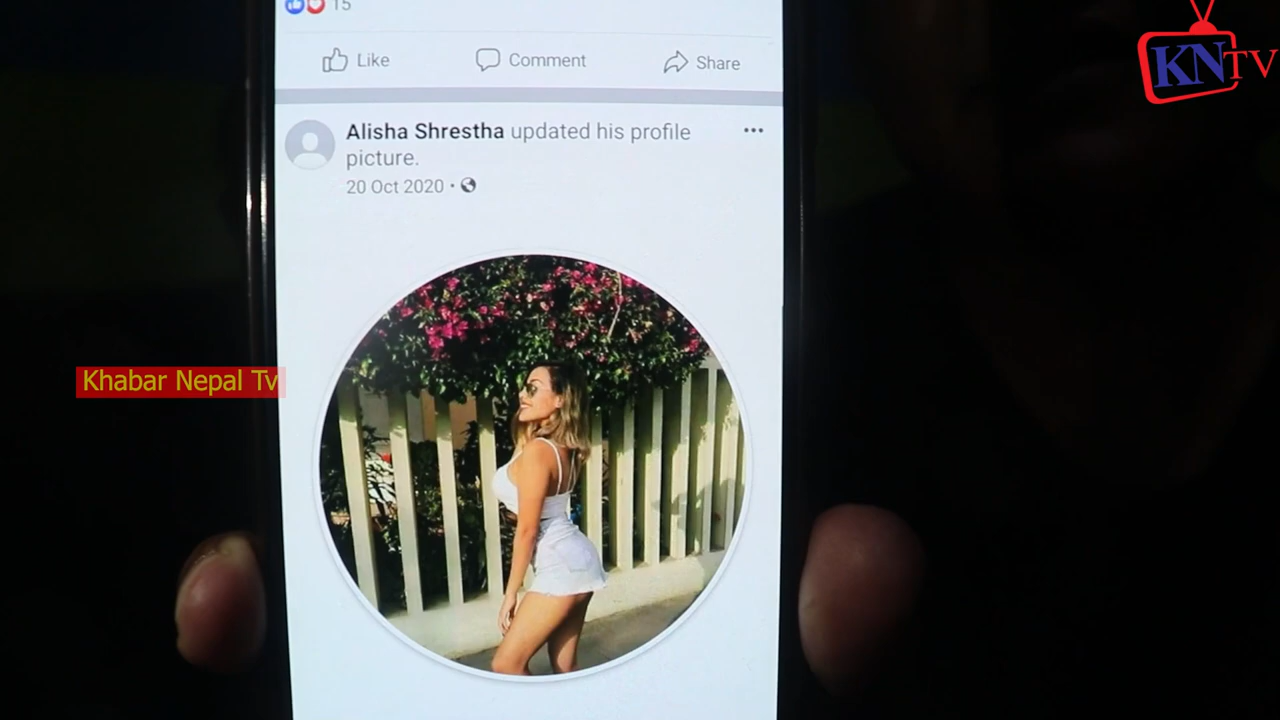 15
Like
Comment
Share
Alisha Shrestha updated his profile
picture.
20 Oct 2020 •
KNTV
Khabar Nepal Tv